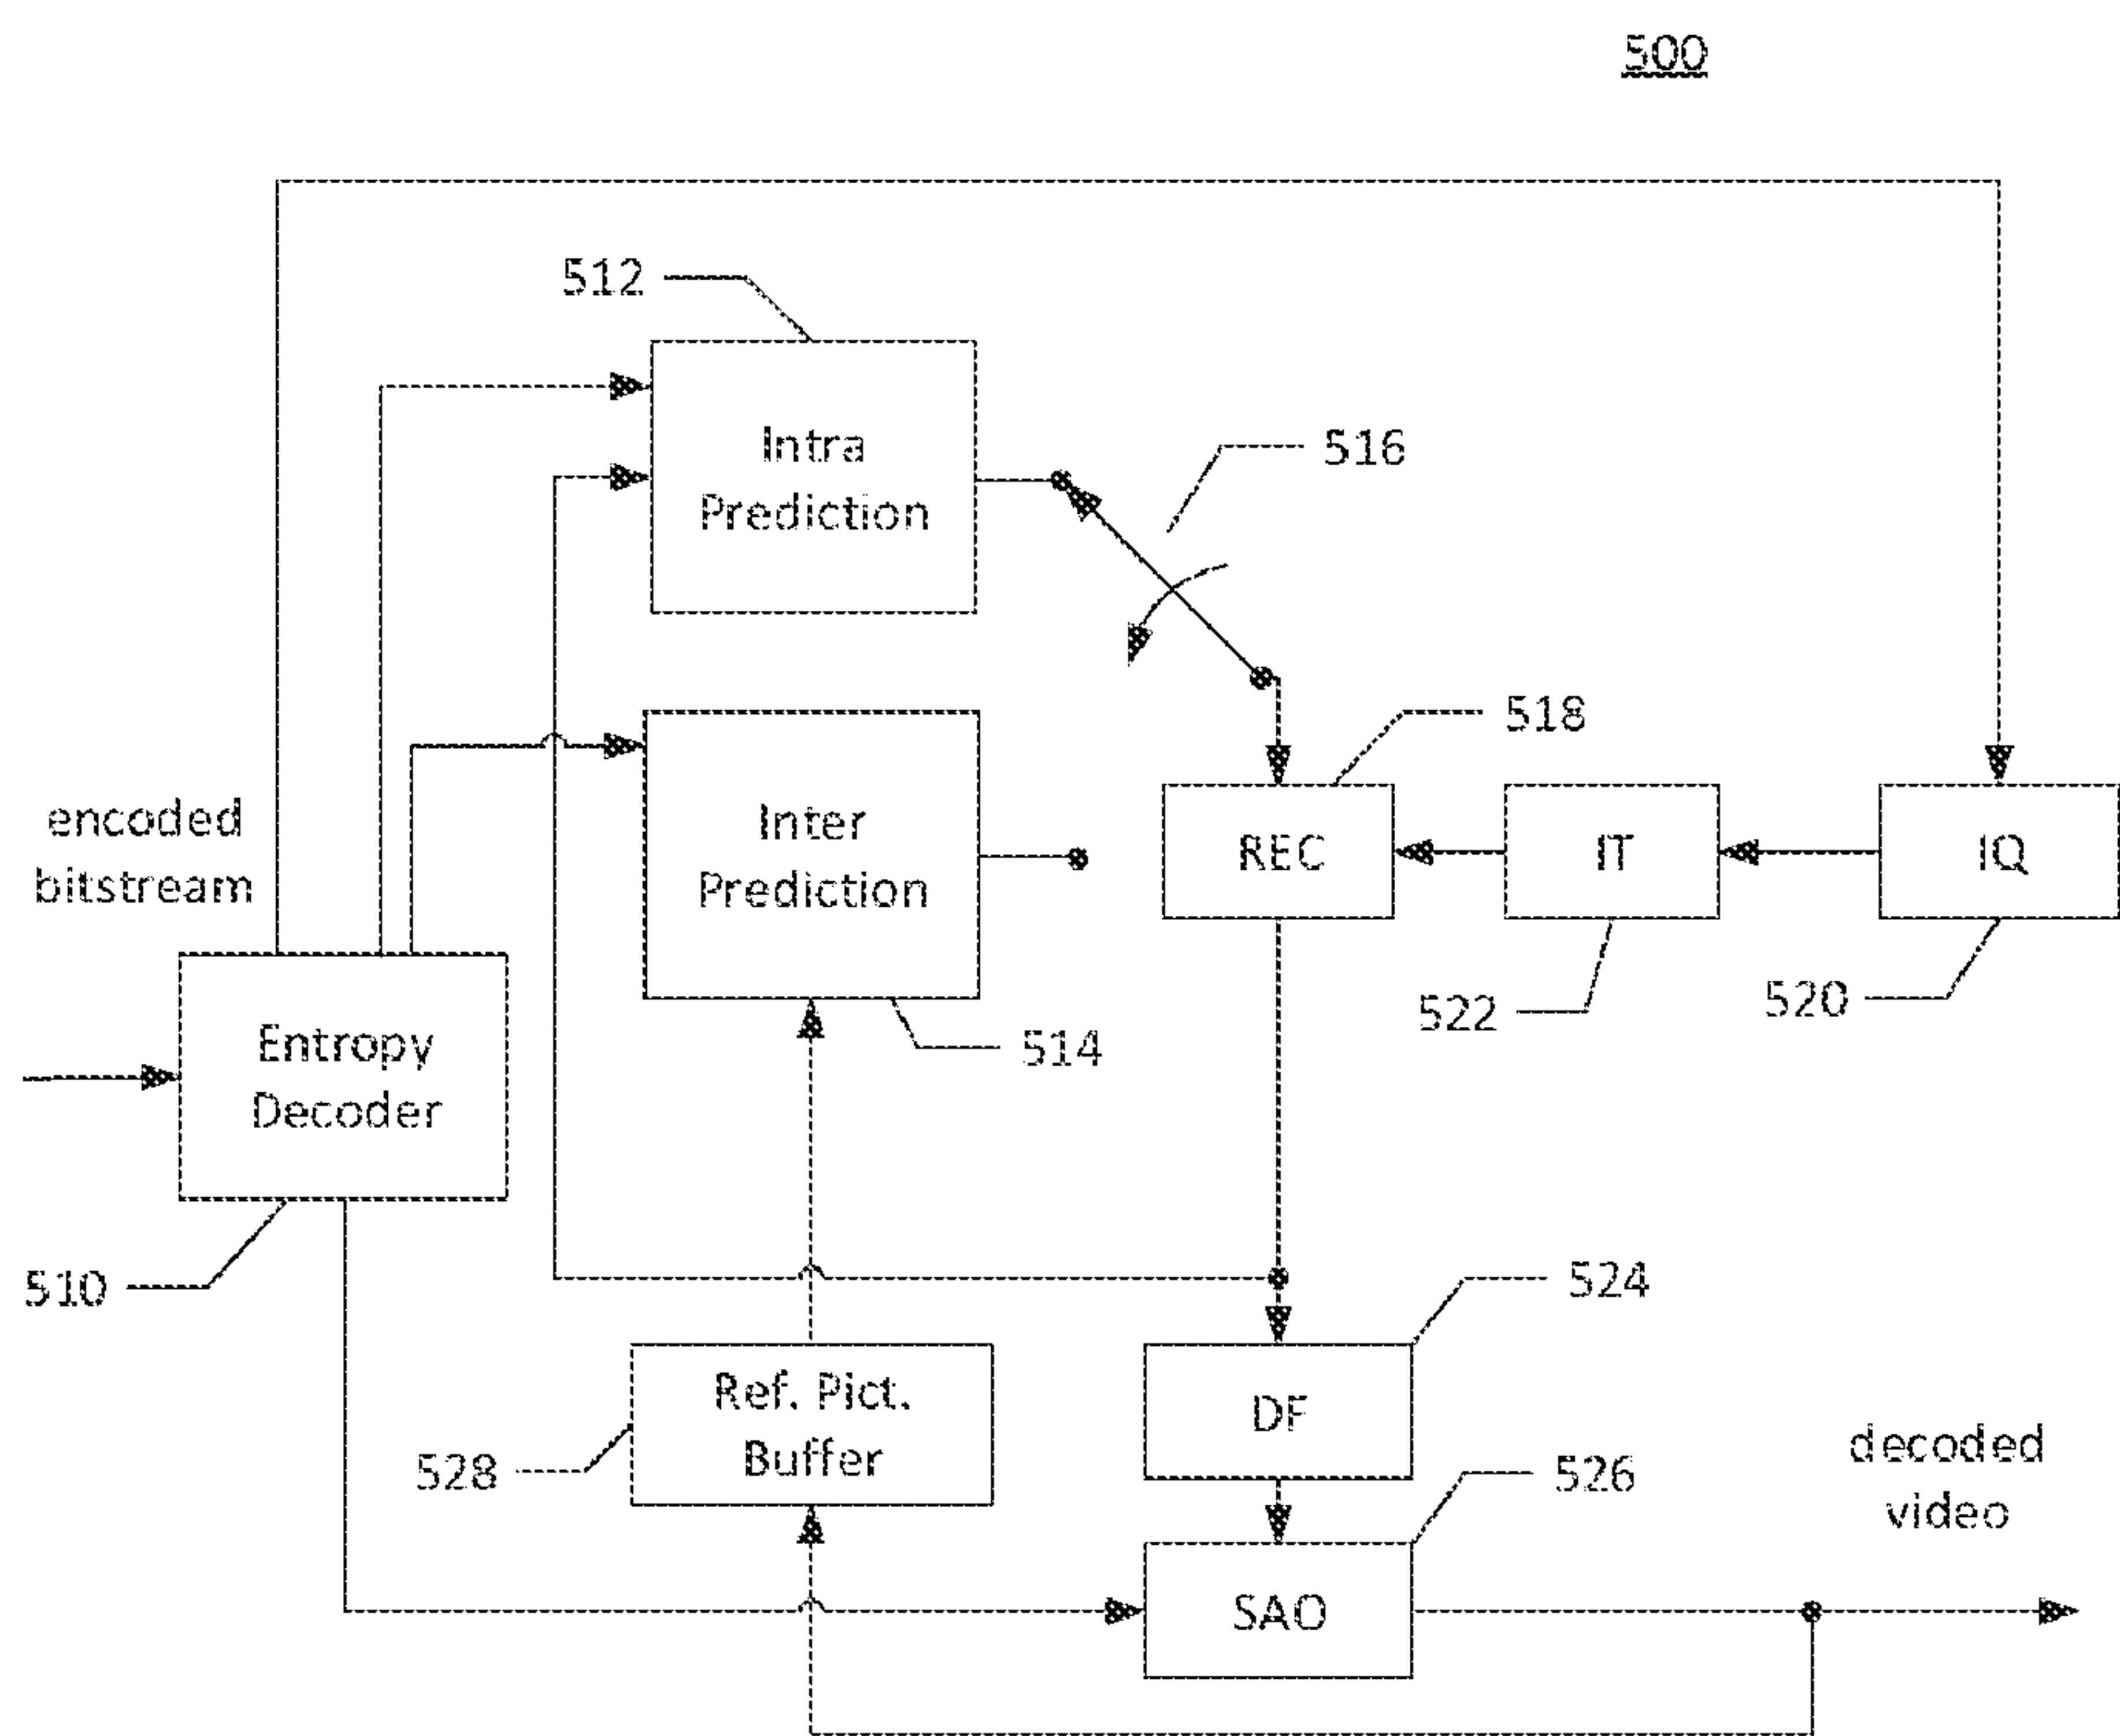 500
512
Intra
Prediction
516
518
encoded
bitstream
Inter
Prediction
REC
IT
IQ
522
520
514
Entropy
Decoder
510
524
Ref. Pict.
Buffer
528
DF
526
decoded
video
SAO